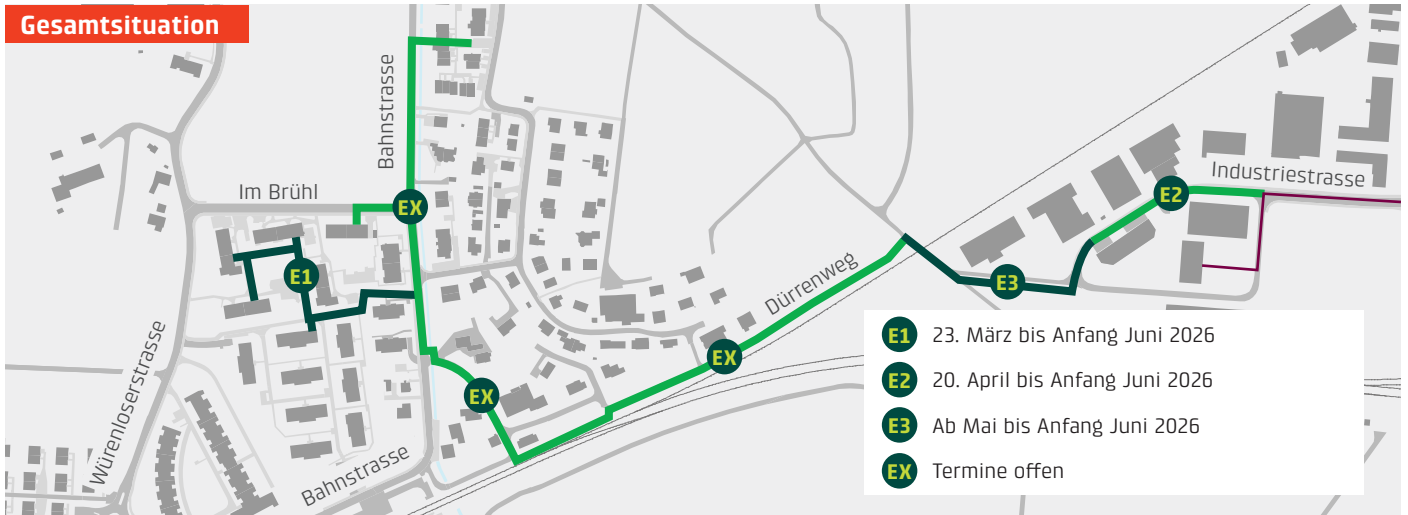 Gesamtsituation
Bahnstrasse
Im Brühl
EX
E1
Würenloserstrasse
Bahnstrasse
EX
EX
Dürrenweg
E3
E2
Industriestrasse
E1 23. März bis Anfang Juni 2026
E2 20. April bis Anfang Juni 2026
E3 Ab Mai bis Anfang Juni 2026
EX Termine offen